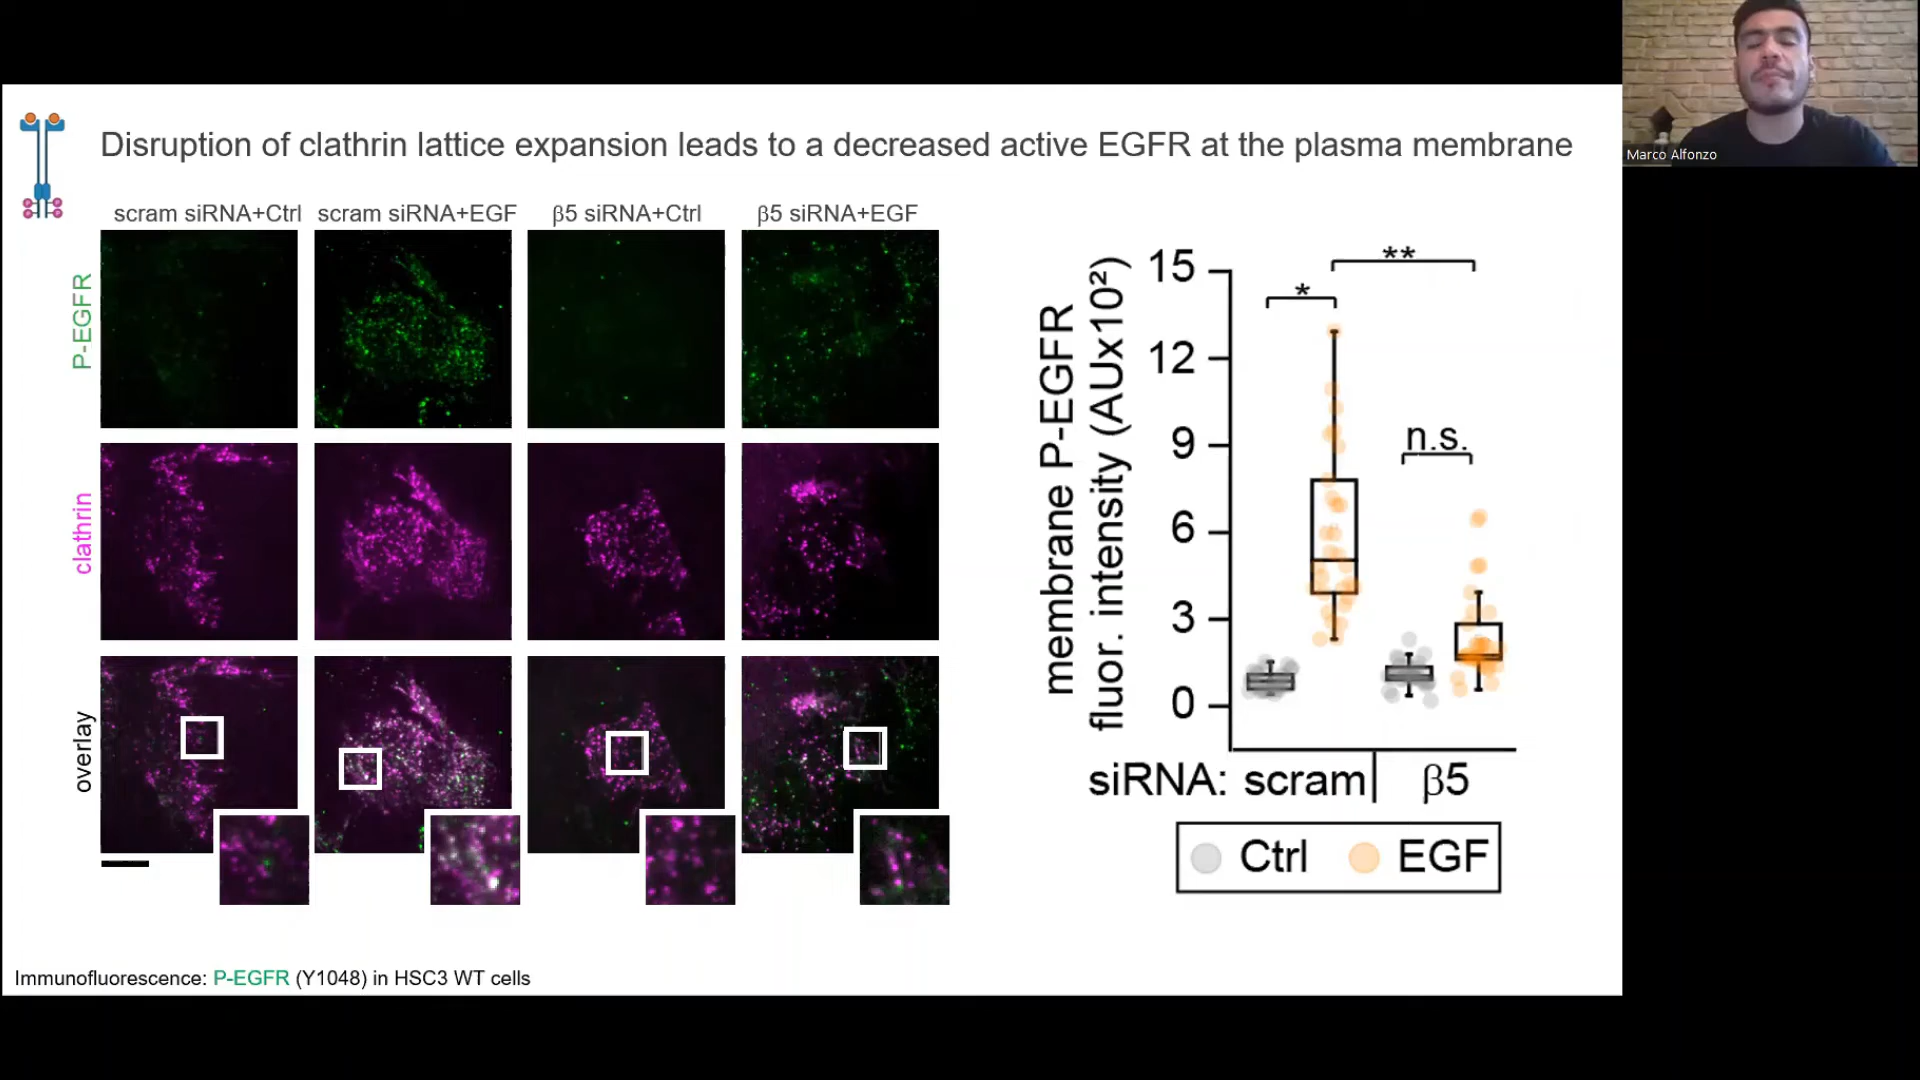 Marco Alfonzo
Disruption of clathrin lattice expansion leads to a decreased active EGFR at the plasma membrane
scram siRNA+Ctrl scram siRNA+EGF β5 siRNA+Ctrl β5 siRNA+EGF
P-EGFR
clathrin
overlay
membrane P-EGFR
fluor. intensity (AUx10²)
15
12
9
6
3
0
*
**
n.s.
siRNA: scram| β5
Ctrl EGF
Immunofluorescence: P-EGFR (Y1048) in HSC3 WT cells